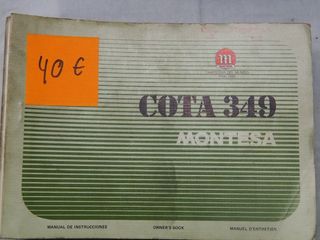 40 €
m
COTA 349
MONTESA
MANUAL DE INSTRUCCIONES
OWNER'S BOOK
MANUEL D'ENTRETIEN